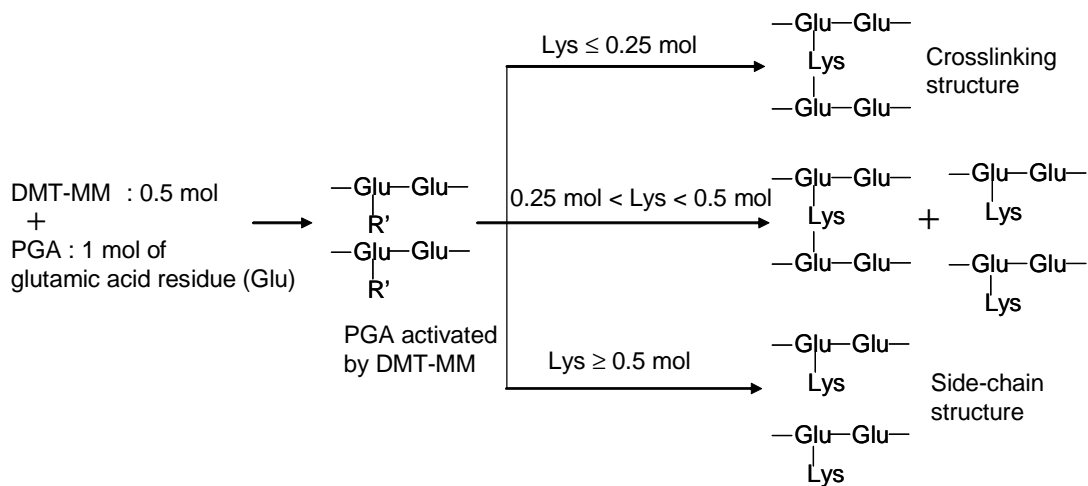 DMT-MM : 0.5 mol
+
PGA : 1 mol of
glutamic acid residue (Glu)
—Glu—Glu—
R'
—Glu—Glu—
R'
PGA activated
by DMT-MM
Lys ≤ 0.25 mol
—Glu—Glu—
Lys
—Glu—Glu—
Crosslinking
structure
0.25 mol < Lys < 0.5 mol
—Glu—Glu—
Lys
—Glu—Glu—
+
—Glu—Glu—
Lys
—Glu—Glu—
Lys
Lys ≥ 0.5 mol
—Glu—Glu—
Lys
—Glu—Glu—
Lys
Side-chain
structure